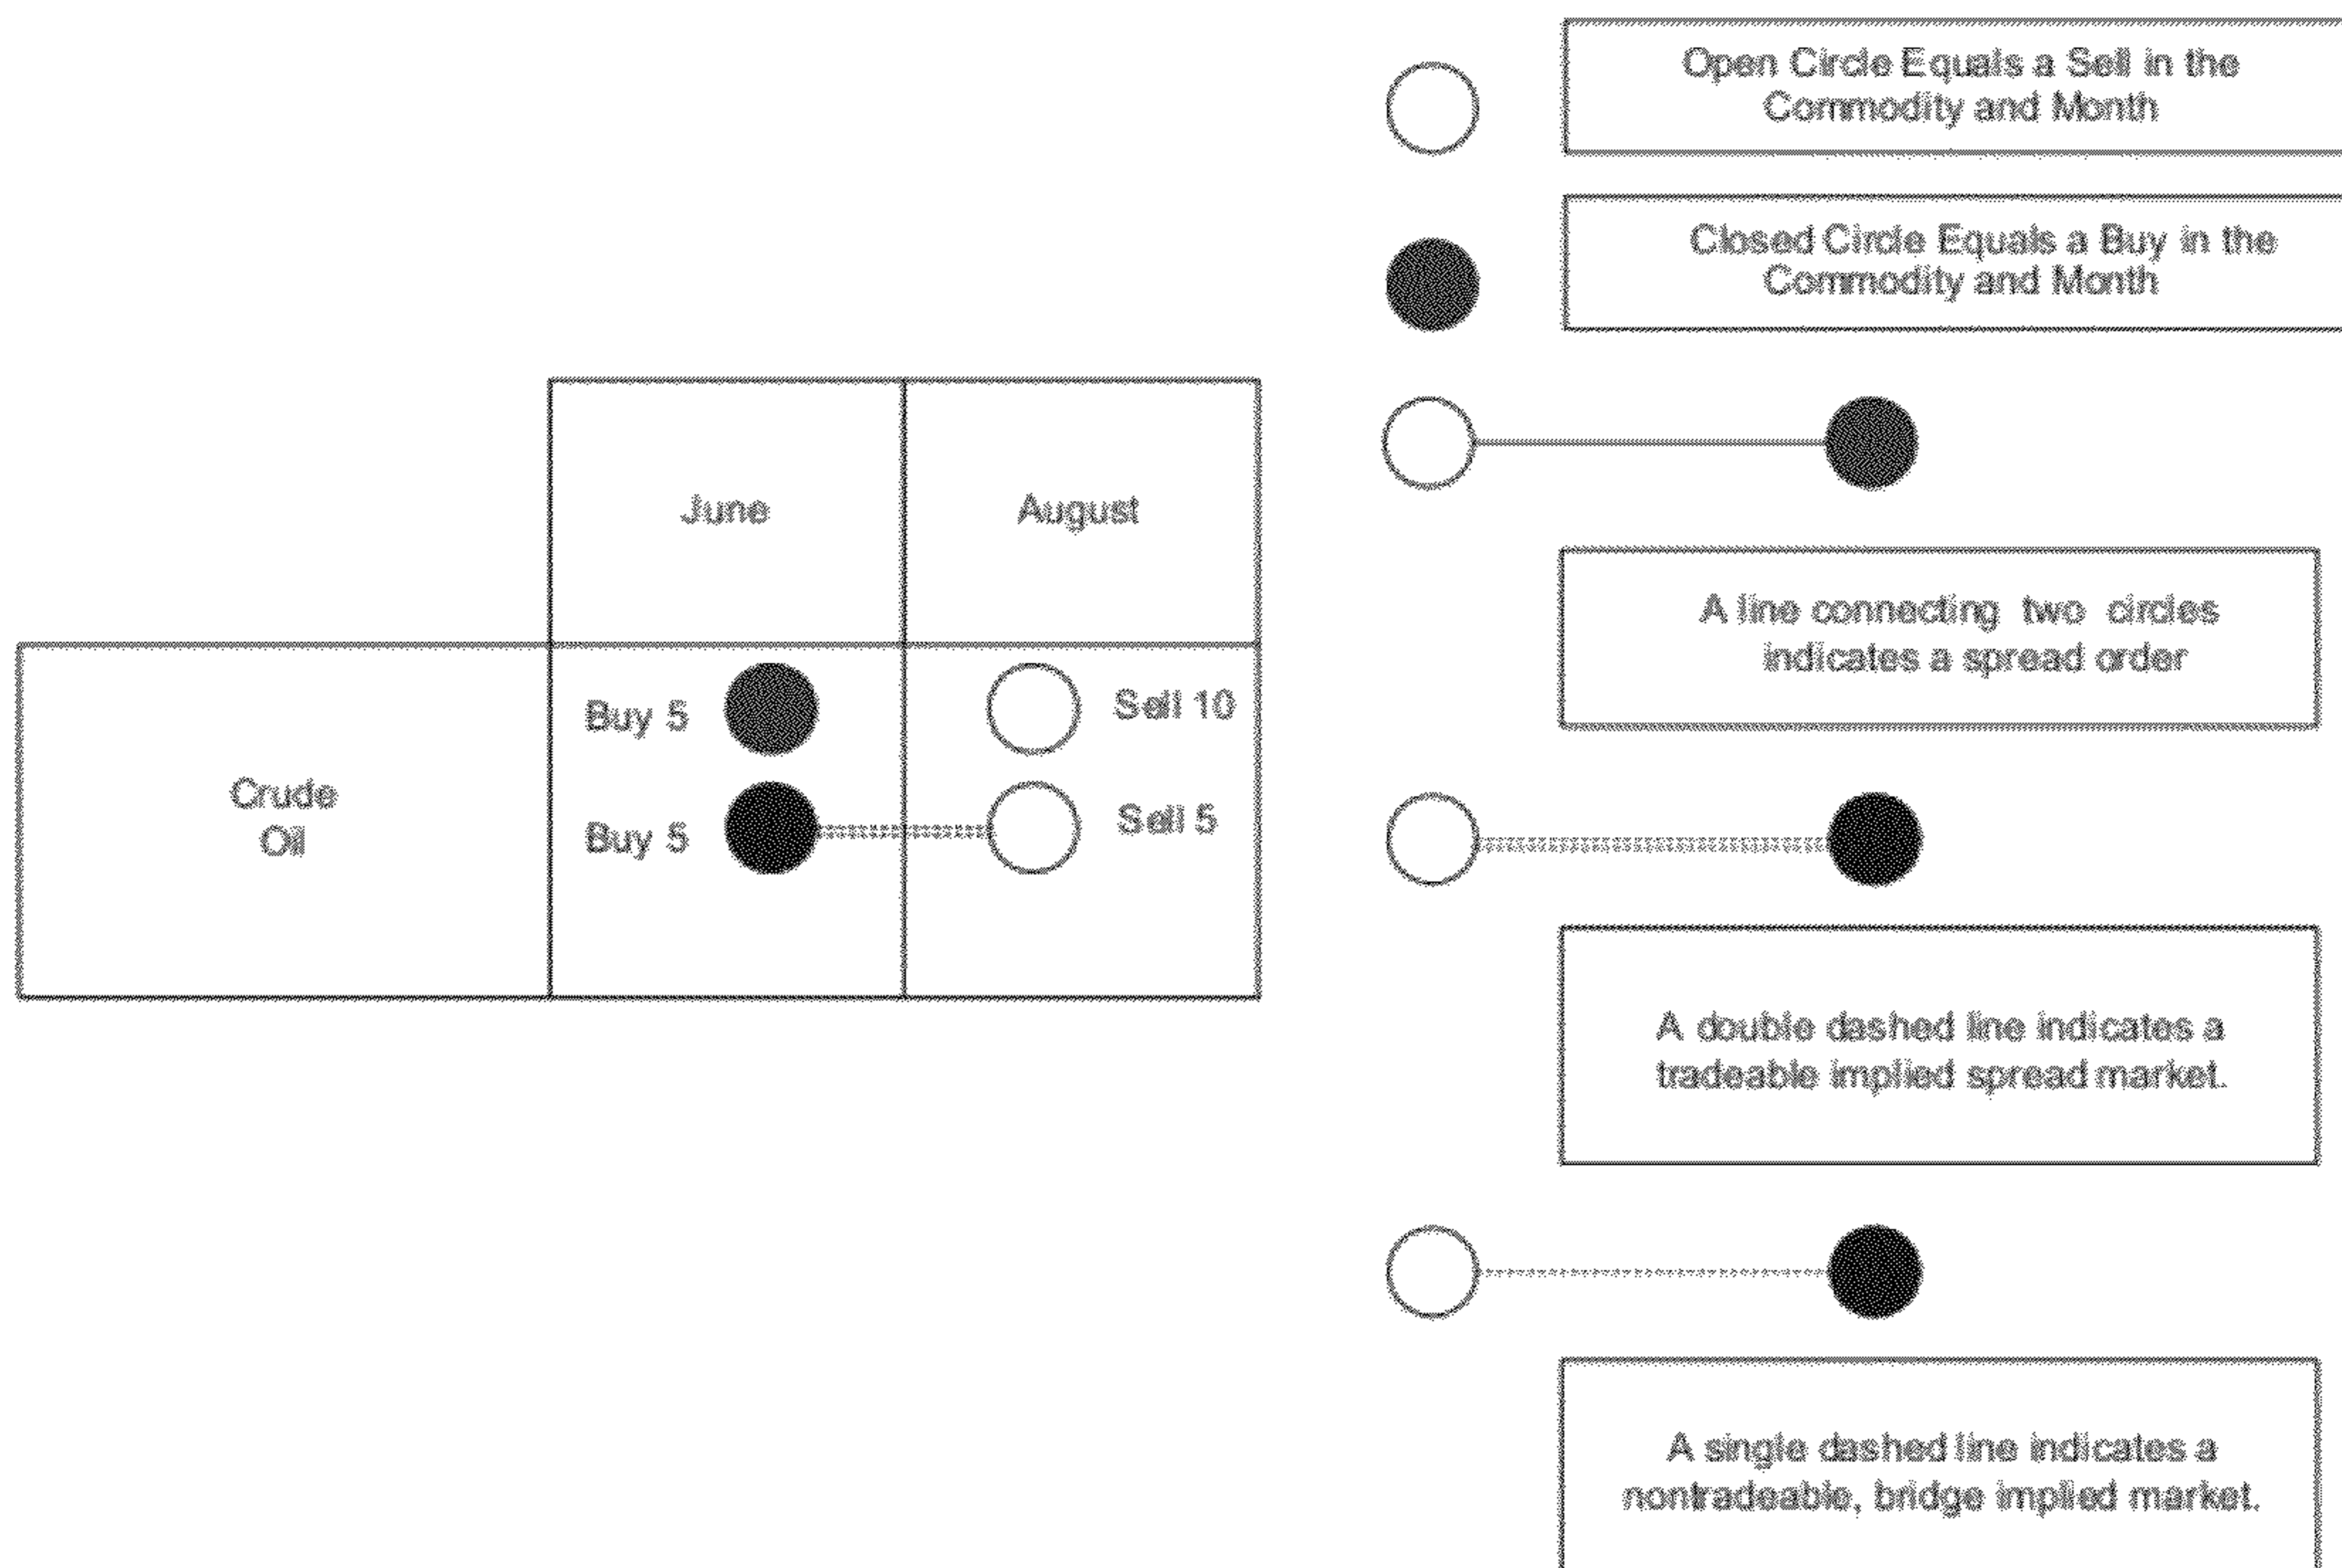 Open Circle Equals a Sell in the
Commodity and Month
Closed Circle Equals a Buy in the
Commodity and Month
June
August
A line connecting two circles
indicates a spread order
Buy 5
Sell 10
Crude
Oil
Buy 5
Sell 5
A double dashed line indicates a
tradeable implied spread market.
A single dashed line indicates a
nontradeable, bridge implied market.